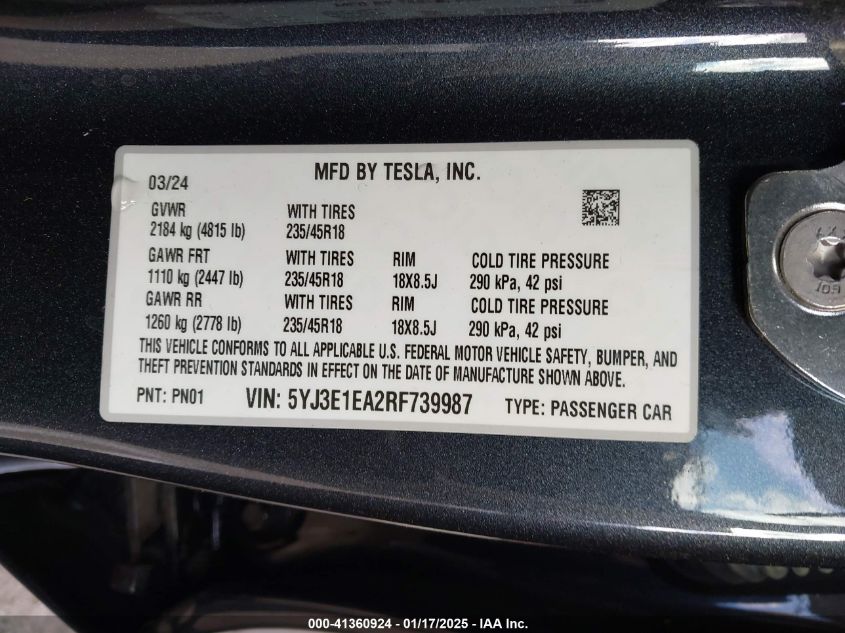 MFD BY TESLA, INC.
03/24
GVWR WITH TIRES
2184 kg (4815 lb) 235/45R18
GAWR FRT WITH TIRES RIM COLD TIRE PRESSURE
1110 kg (2447 lb) 235/45R18 18X8.5J 290 kPa, 42 psi
GAWR RR WITH TIRES RIM COLD TIRE PRESSURE
1260 kg (2778 lb) 235/45R18 18X8.5J 290 kPa, 42 psi
THIS VEHICLE CONFORMS TO ALL APPLICABLE U.S. FEDERAL MOTOR VEHICLE SAFETY, BUMPER, AND
THEFT PREVENTION STANDARDS IN EFFECT ON THE DATE OF MANUFACTURE SHOWN ABOVE.
PNT: PN01 VIN: 5YJ3E1EA2RF739987 TYPE: PASSENGER CAR
000-41360924 - 01/17/2025 - IAA Inc.